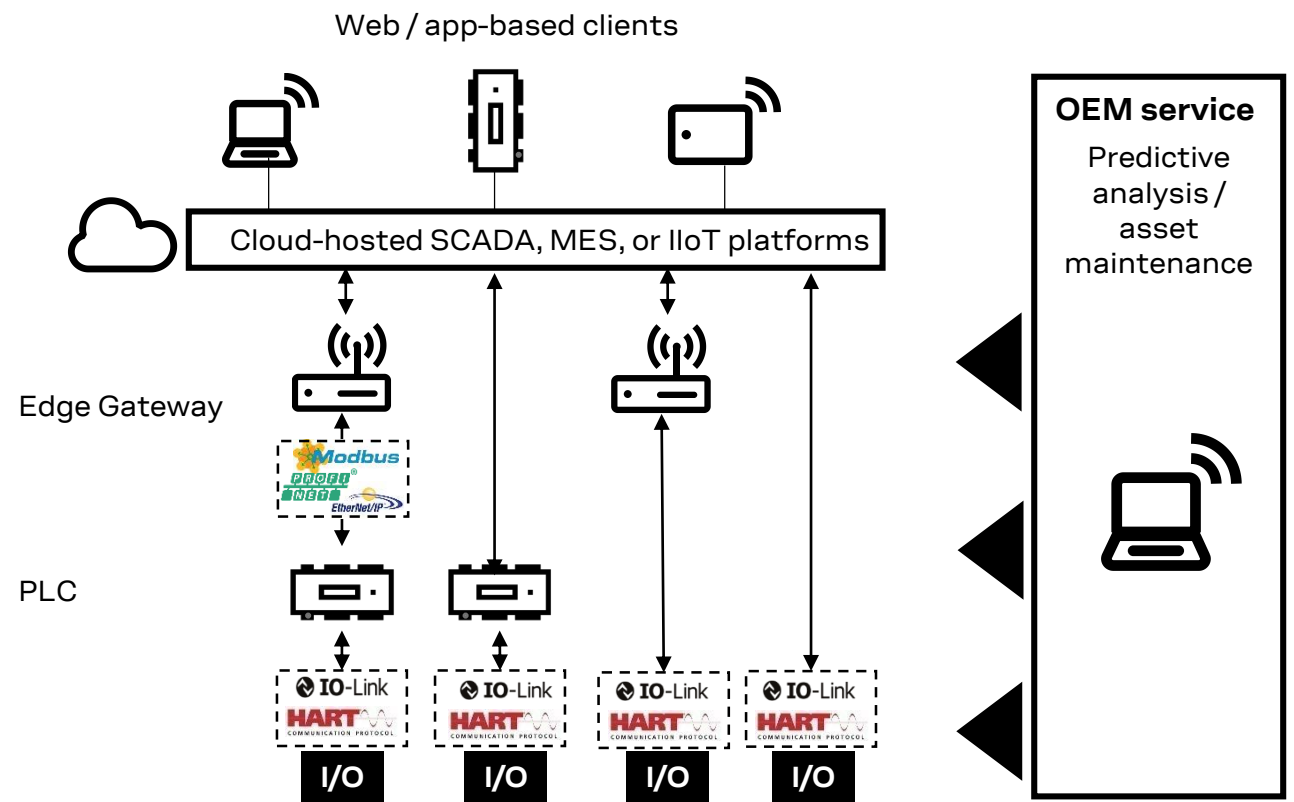 Web / app-based clients
OEM service
Predictive
analysis /
asset
maintenance
Cloud-hosted SCADA, MES, or IIoT platforms
Edge Gateway
Modbus
PROFI®
NET
EtherNet/IP
PLC
IO-Link
HART
COMMUNICATION PROTOCOL
IO-Link
HART
COMMUNICATION PROTOCOL
IO-Link
HART
COMMUNICATION PROTOCOL
IO-Link
HART
COMMUNICATION PROTOCOL
I/O
I/O
I/O
I/O